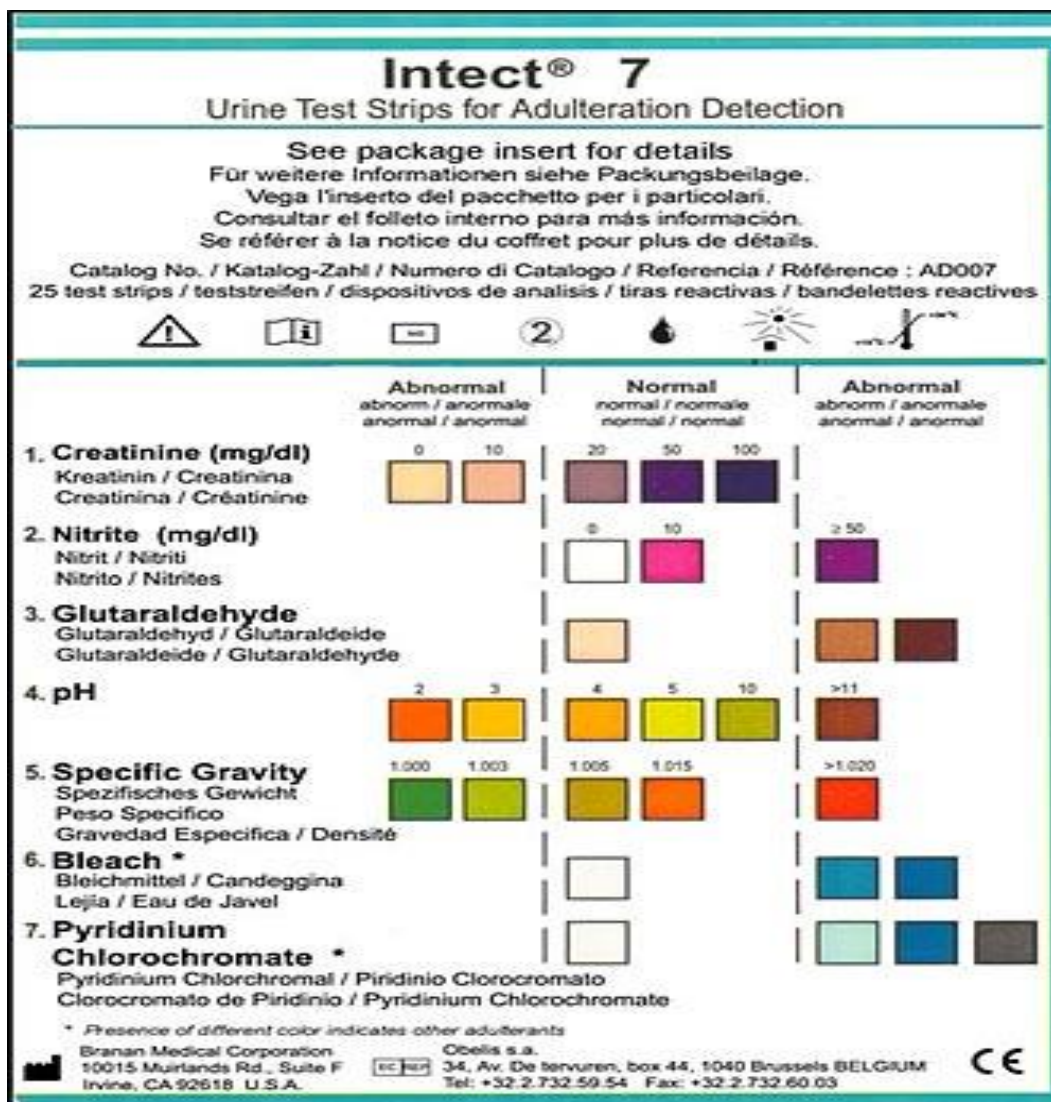 Intect® 7
Urine Test Strips for Adulteration Detection
See package insert for details
Für weitere Informationen siehe Packungsbeilage.
Vega l'inserto del pacchetto per i particolari.
Consultar el folleto interno para más información.
Se référer à la notice du coffret pour plus de détails.
Catalog No. / Katalog-Zahl / Numero di Catalogo / Referencia / Référence : AD007
25 test strips / teststreifen / dispositivos de analisis / tiras reactivas / bandelettes reactives
2
Abnormal Normal Abnormal
abnorm / anormale normal / normale abnorm / anormale
anormal / anormal normal / normal anormal / anormal
1. Creatinine (mg/dl) 0 10 20 50 100
Kreatinin / Creatinina
Creatinina / Créatinine
2. Nitrite (mg/dl) 0 10 ≥ 50
Nitrit / Nitriti
Nitrito / Nitrites
3. Glutaraldehyde
Glutaraldehyd / Glutaraldeide
Glutaraldeide / Glutaraldehyde
4. pH 2 3 4 5 10 >11
5. Specific Gravity 1.000 1.003 1.005 1.015 >1.020
Spezifisches Gewicht
Peso Specifico
Gravedad Especifica / Densité
6. Bleach *
Bleichmittel / Candeggina
Lejia / Eau de Javel
7. Pyridinium
Chlorochromate *
Pyridinium Chlorchromal / Piridinio Clorocromato
Clorocromato de Piridinio / Pyridinium Chlorochromate
* Presence of different color indicates other adulterants
Branan Medical Corporation
10015 Muirlands Rd., Suite F
Irvine, CA 92618 U.S.A.
EC REP
Obelis s.a.
34, Av. De tervuren, box 44, 1040 Brussels BELGIUM
Tel: +32.2.732.59.54 Fax: +32.2.732.60.03
CE